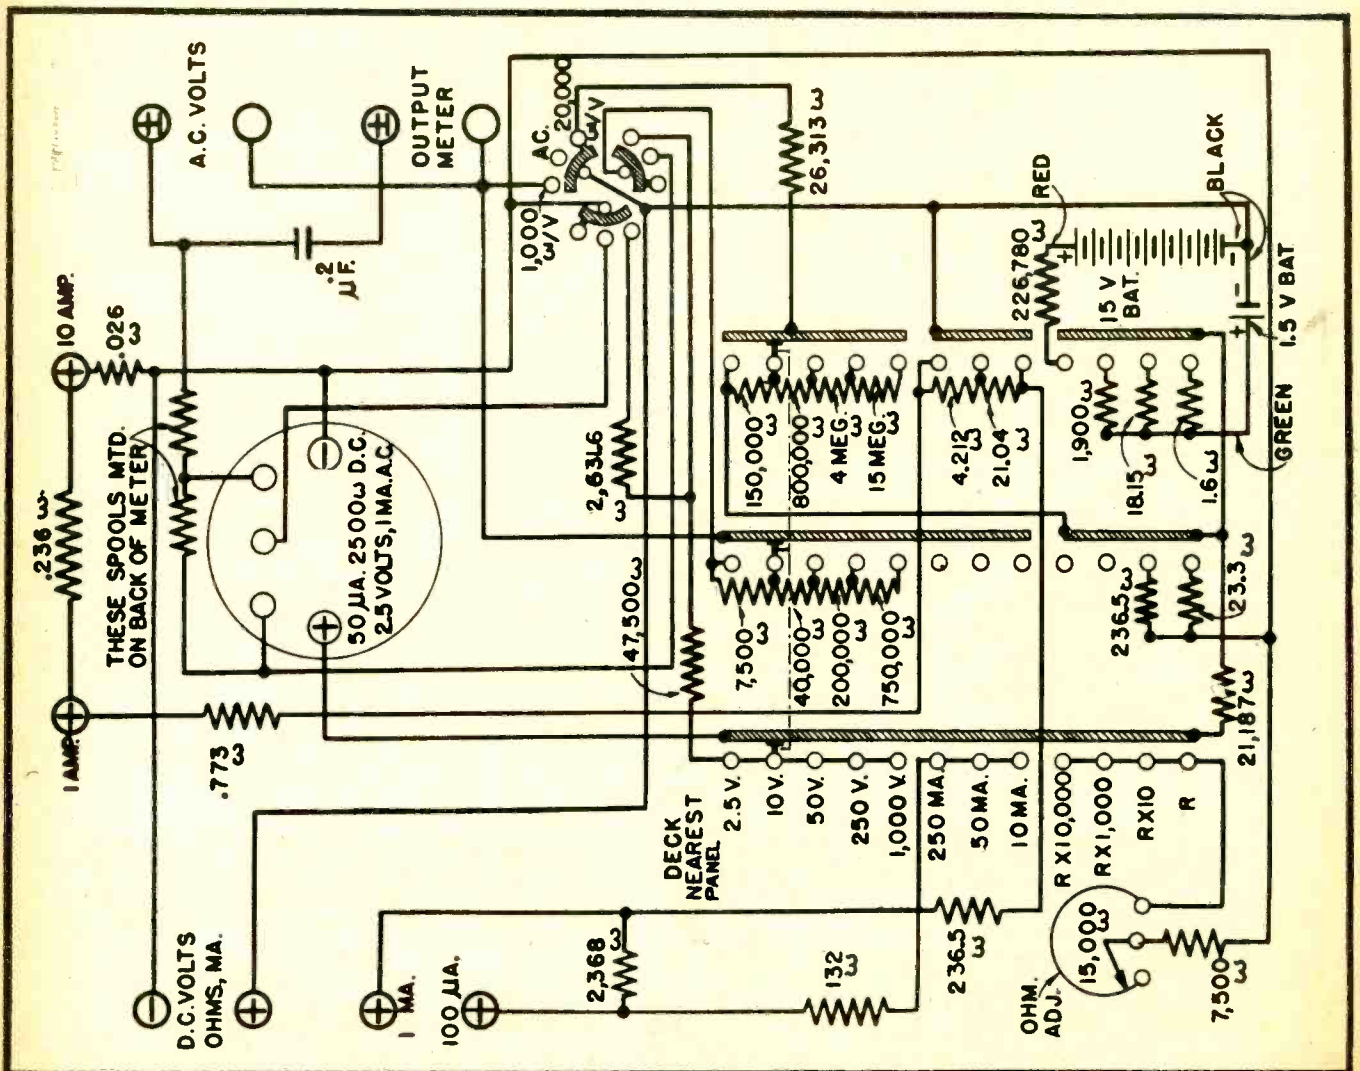 A.C. VOLTS
OUTPUT
METER
10 AMP.
.026
ω
.2
µF.
A.C.
20,000
ω/V
1,000
ω/V
26,313 ω
RED
BLACK
226,780
ω
15 V
BAT.
1.5 V BAT
GREEN
.236 ω
THESE SPOOLS MTD.
ON BACK OF METER
50 µA. 2500ω D.C.
2.5 VOLTS, 1 MA. A.C.
2,631.6
ω
150,000
ω
800,000
ω
4 MEG.
ω
15 MEG.
ω
4.212
ω
21.04
ω
1,900
ω
18.15
ω
1.6 ω
47,500 ω
7,500
ω
40,000
ω
200,000
ω
750,000
ω
236.5
ω
23.3
ω
21,187 ω
1 AMP.
.773
ω
DECK
NEAREST
PANEL
2.5 V.
10 V.
50 V.
250 V.
1,000 V.
250 MA.
50 MA.
10 MA.
R X10,000
R X1,000
R X10
R
D.C. VOLTS
OHMS, MA.
1 MA.
100 µA.
2,368
ω
132
ω
236.5
ω
OHM.
ADJ.
15,000
ω
7,500
ω